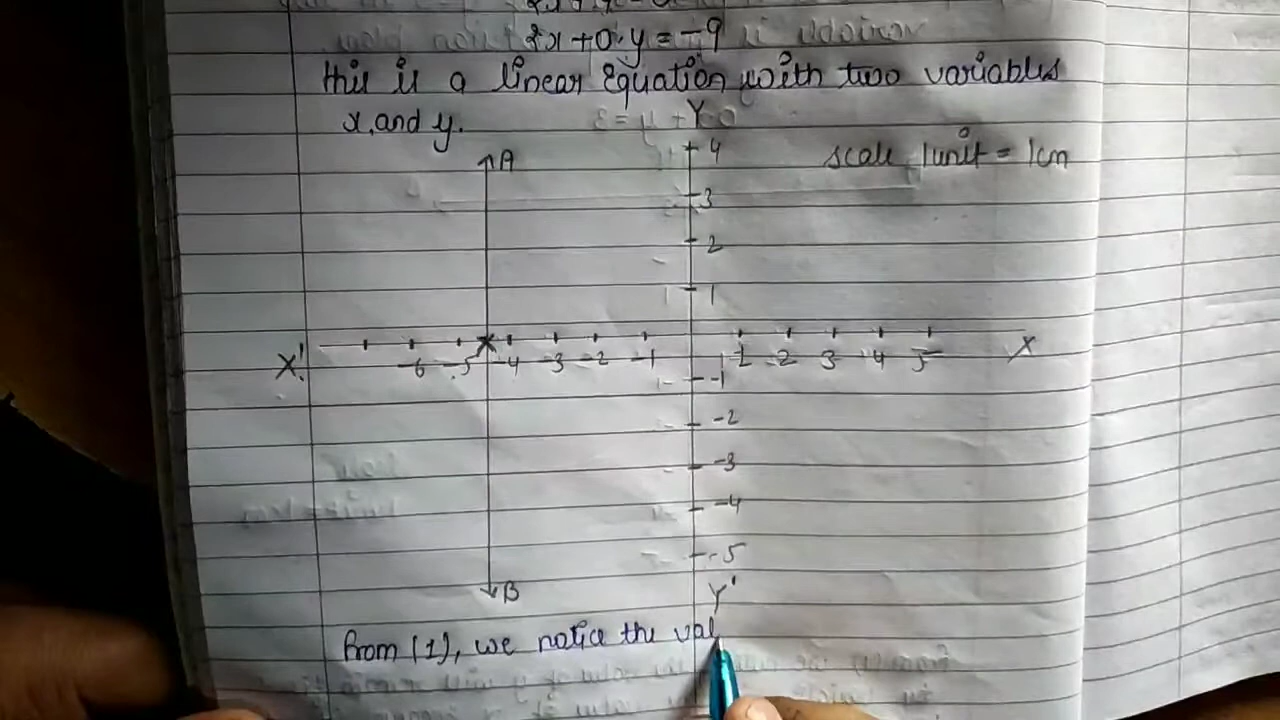 2x + 0.y = -9
this is a linear Equation with two variables
x, and y.
Y
4
scale 1unit = 1cm
A
3
2
1
X' -6 -5 -4 -3 -2 -1 1 2 3 4 5 X
-1
-2
-3
-4
-5
B
Y'
from (1), we notice the val